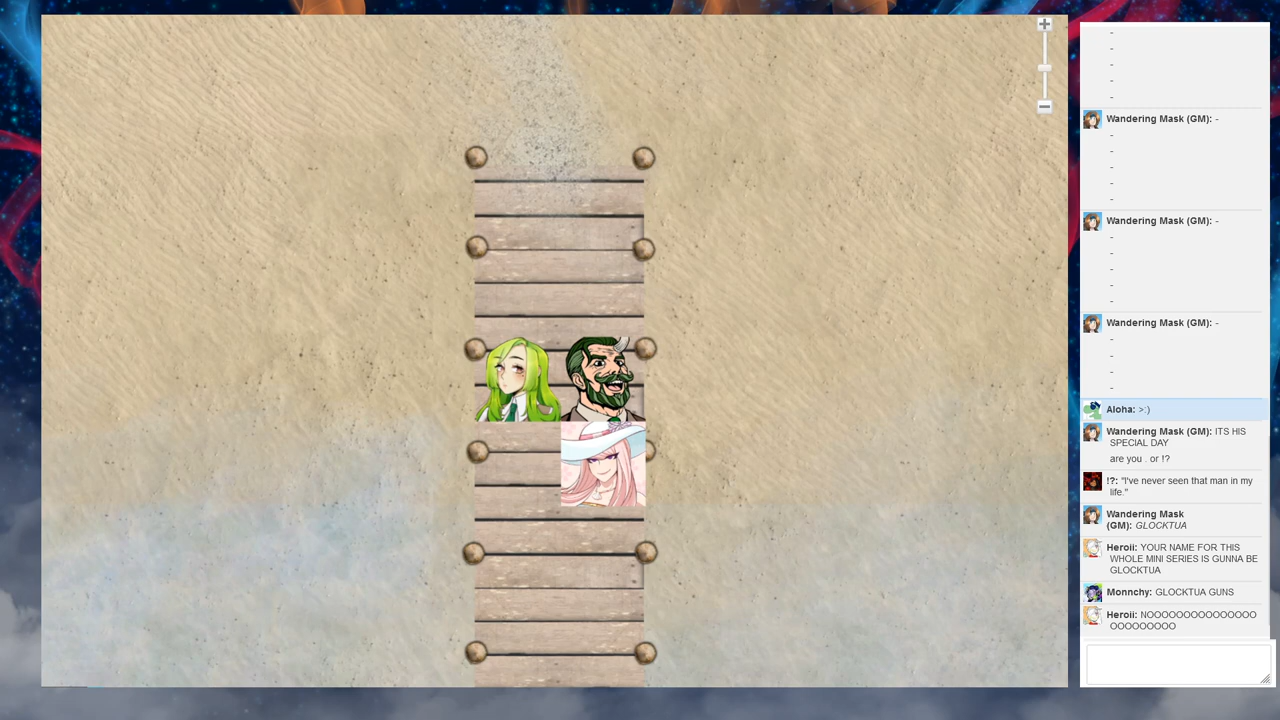 -
-
-
-
-
Wandering Mask (GM): -
-
-
-
-
-
Wandering Mask (GM): -
-
-
-
-
-
Wandering Mask (GM): -
-
-
-
-
Aloha: >:)
Wandering Mask (GM): ITS HIS
SPECIAL DAY
are you . or !?
!?: "I've never seen that man in my
life."
Wandering Mask
(GM): GLOCKTUA
Heroii: YOUR NAME FOR THIS
WHOLE MINI SERIES IS GUNNA BE
GLOCKTUA
Monnchy: GLOCKTUA GUNS
Heroii: NOOOOOOOOOOOOOOO
OOOOOOOOO